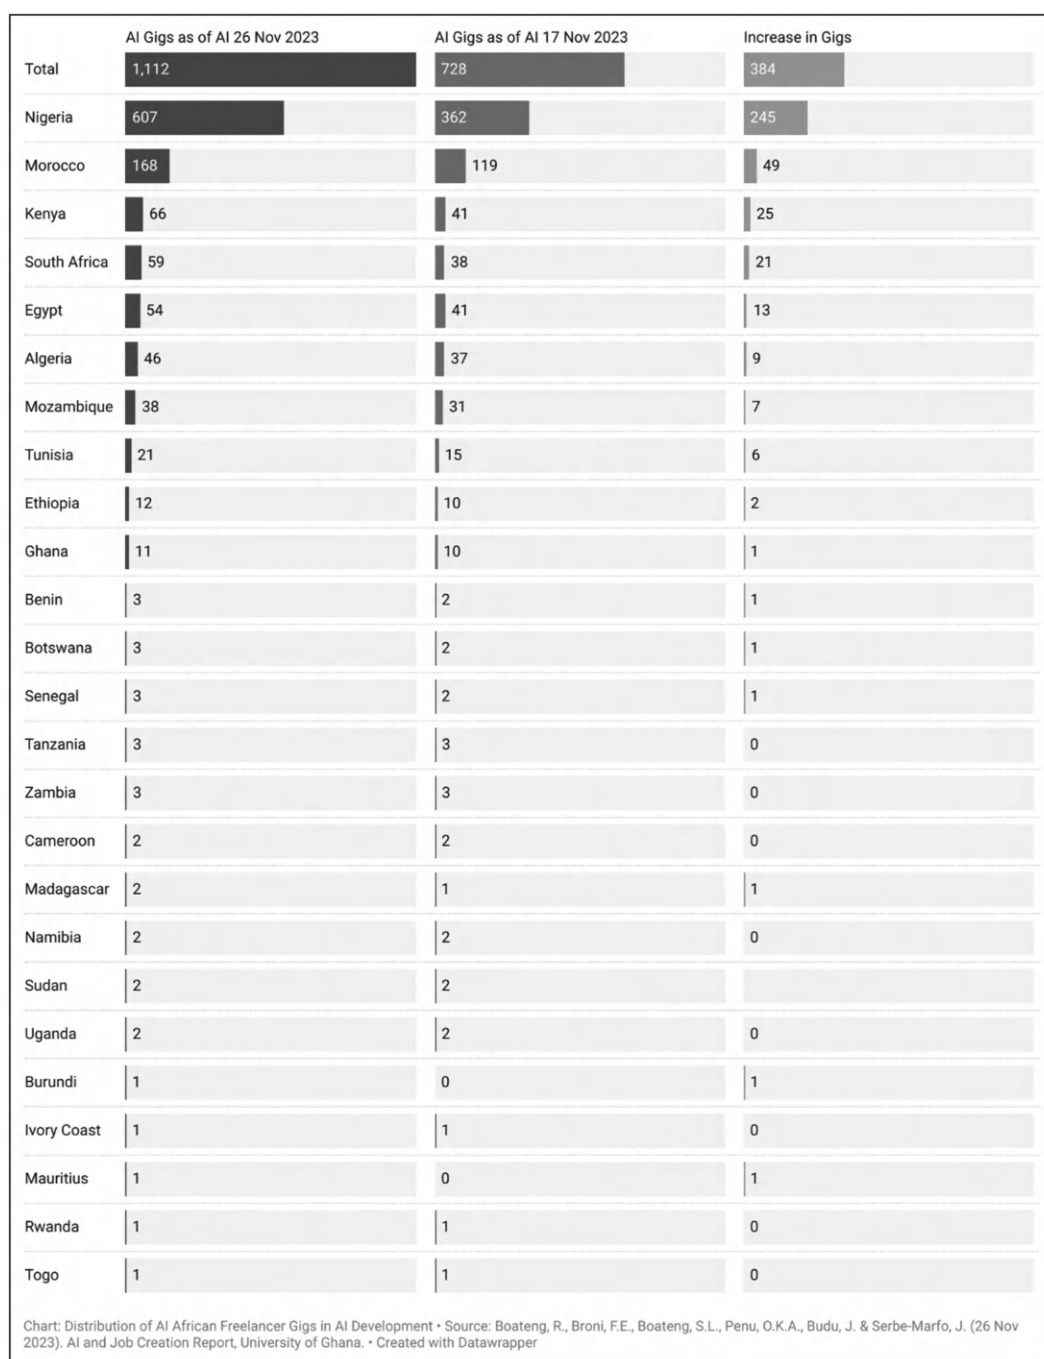 AI Gigs as of AI 26 Nov 2023 AI Gigs as of AI 17 Nov 2023 Increase in Gigs
Total 1,112 728 384
Nigeria 607 362 245
Morocco 168 119 49
Kenya 66 41 25
South Africa 59 38 21
Egypt 54 41 13
Algeria 46 37 9
Mozambique 38 31 7
Tunisia 21 15 6
Ethiopia 12 10 2
Ghana 11 10 1
Benin 3 2 1
Botswana 3 2 1
Senegal 3 2 1
Tanzania 3 3 0
Zambia 3 3 0
Cameroon 2 2 0
Madagascar 2 1 1
Namibia 2 2 0
Sudan 2 2
Uganda 2 2 0
Burundi 1 0 1
Ivory Coast 1 1 0
Mauritius 1 0 1
Rwanda 1 1 0
Togo 1 1 0
Chart: Distribution of AI African Freelancer Gigs in AI Development • Source: Boateng, R., Broni, F.E., Boateng, S.L., Penu, O.K.A., Budu, J. & Serbe-Marfo, J. (26 Nov
2023). AI and Job Creation Report, University of Ghana. • Created with Datawrapper